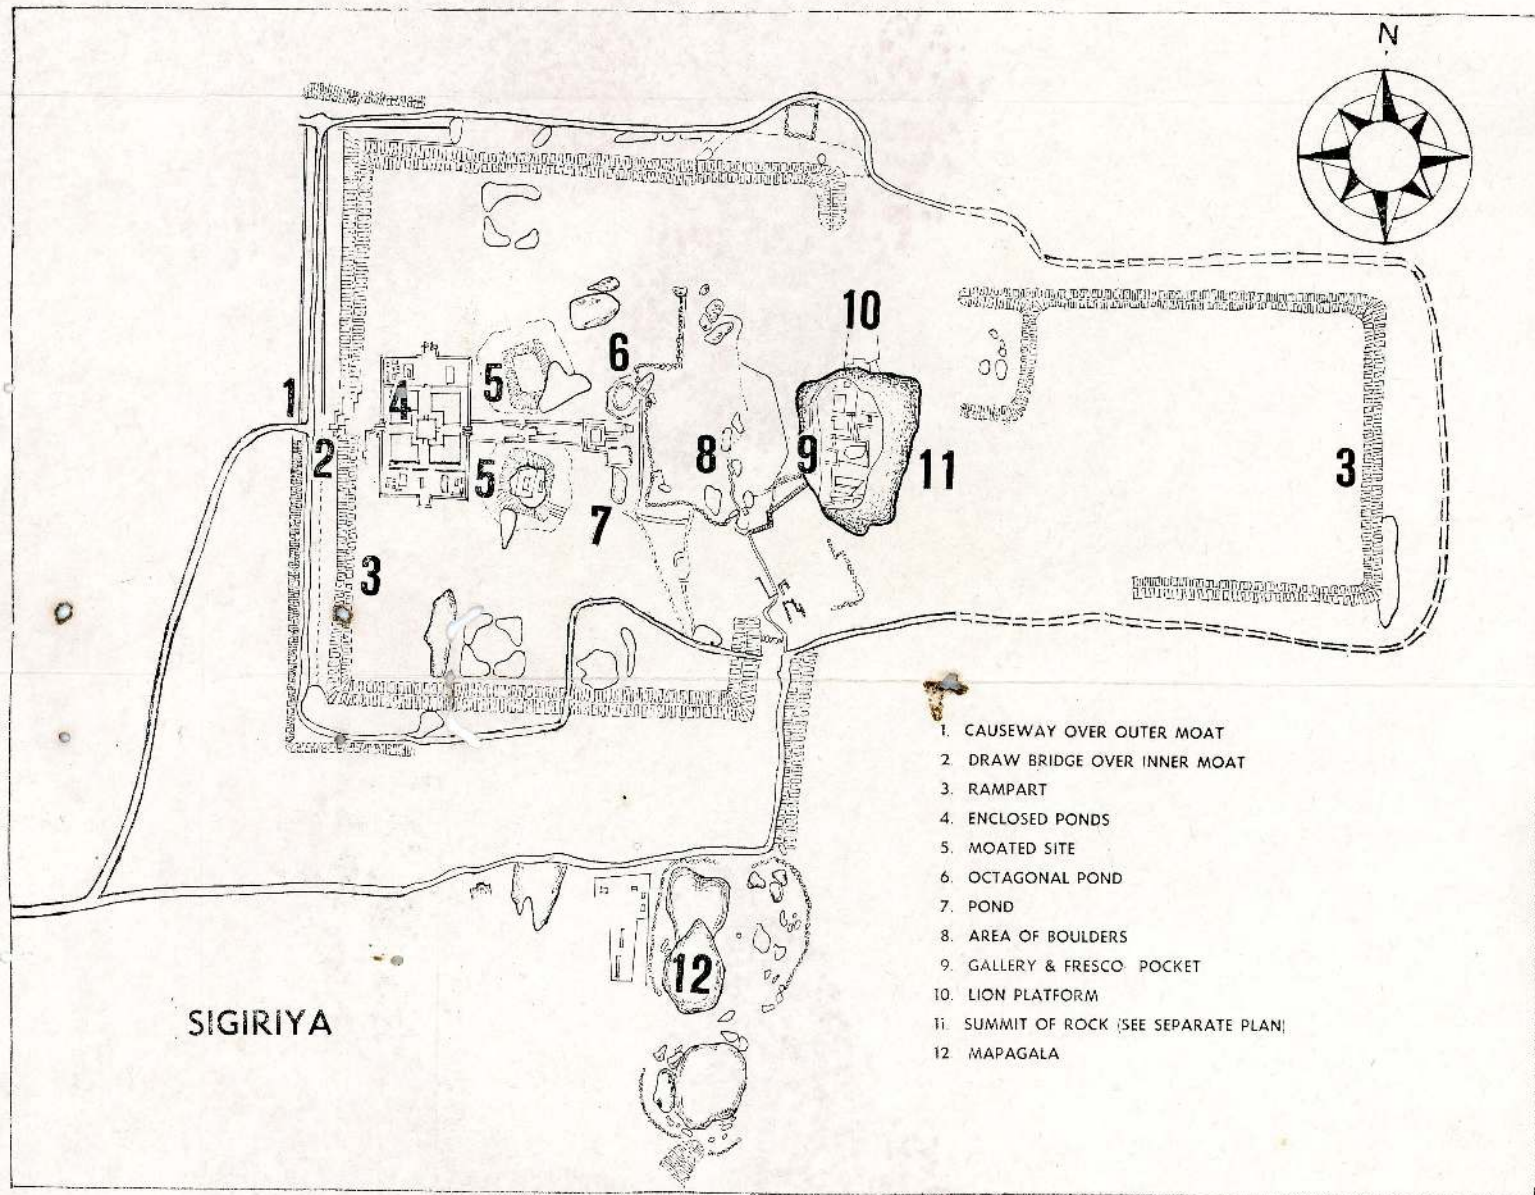 N
10
6
5
1
4
8
9
2
5
11
3
7
3
1. CAUSEWAY OVER OUTER MOAT
2 DRAW BRIDGE OVER INNER MOAT
3. RAMPART
4. ENCLOSED PONDS
5. MOATED SITE
6. OCTAGONAL POND
7. POND
8. AREA OF BOULDERS
9. GALLERY & FRESCO POCKET
10. LION PLATFORM
11. SUMMIT OF ROCK (SEE SEPARATE PLAN)
12 MAPAGALA
12
SIGIRIYA